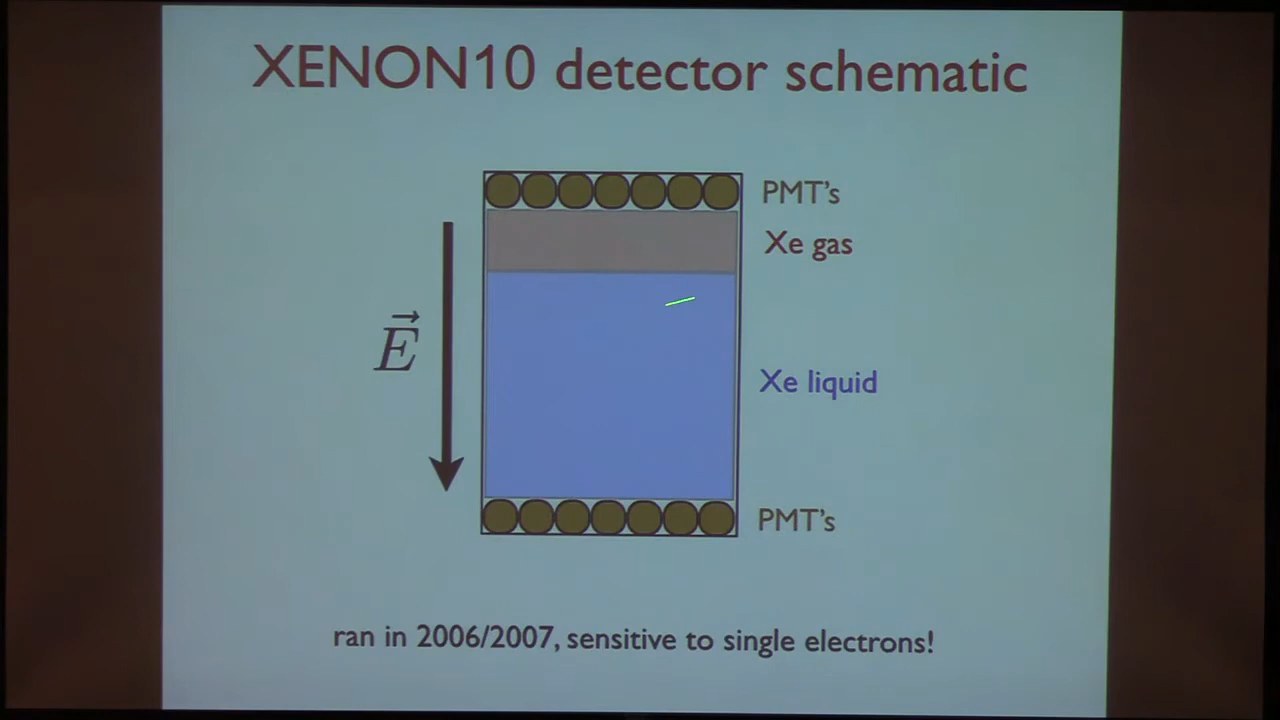 XENON10 detector schematic
PMT's
Xe gas
E
Xe liquid
PMT's
ran in 2006/2007, sensitive to single electrons!